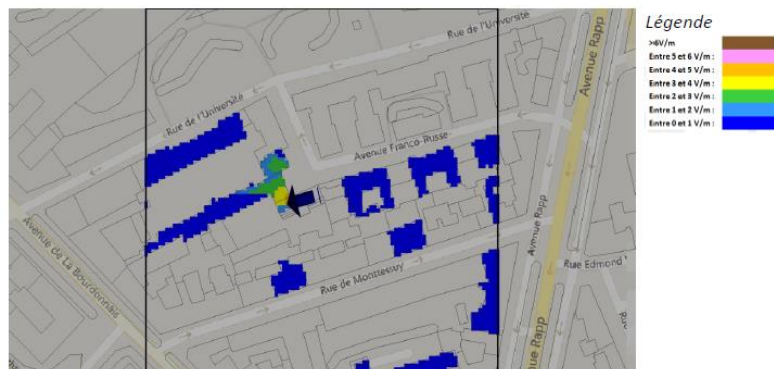 Légende
>6V/m
Entre 5 et 6 V/m :
Entre 4 et 5 V/m :
Entre 3 et 4 V/m :
Entre 2 et 3 V/m :
Entre 1 et 2 V/m :
Entre 0 et 1 V/m :
Rue de l'Université
Avenue Rapp
Rue de l'Université
Avenue Franco-Russe
Avenue de La Bourdonnais
Avenue Rapp
Rue Edmond
Rue de Monttessuy
Avenue Rapp